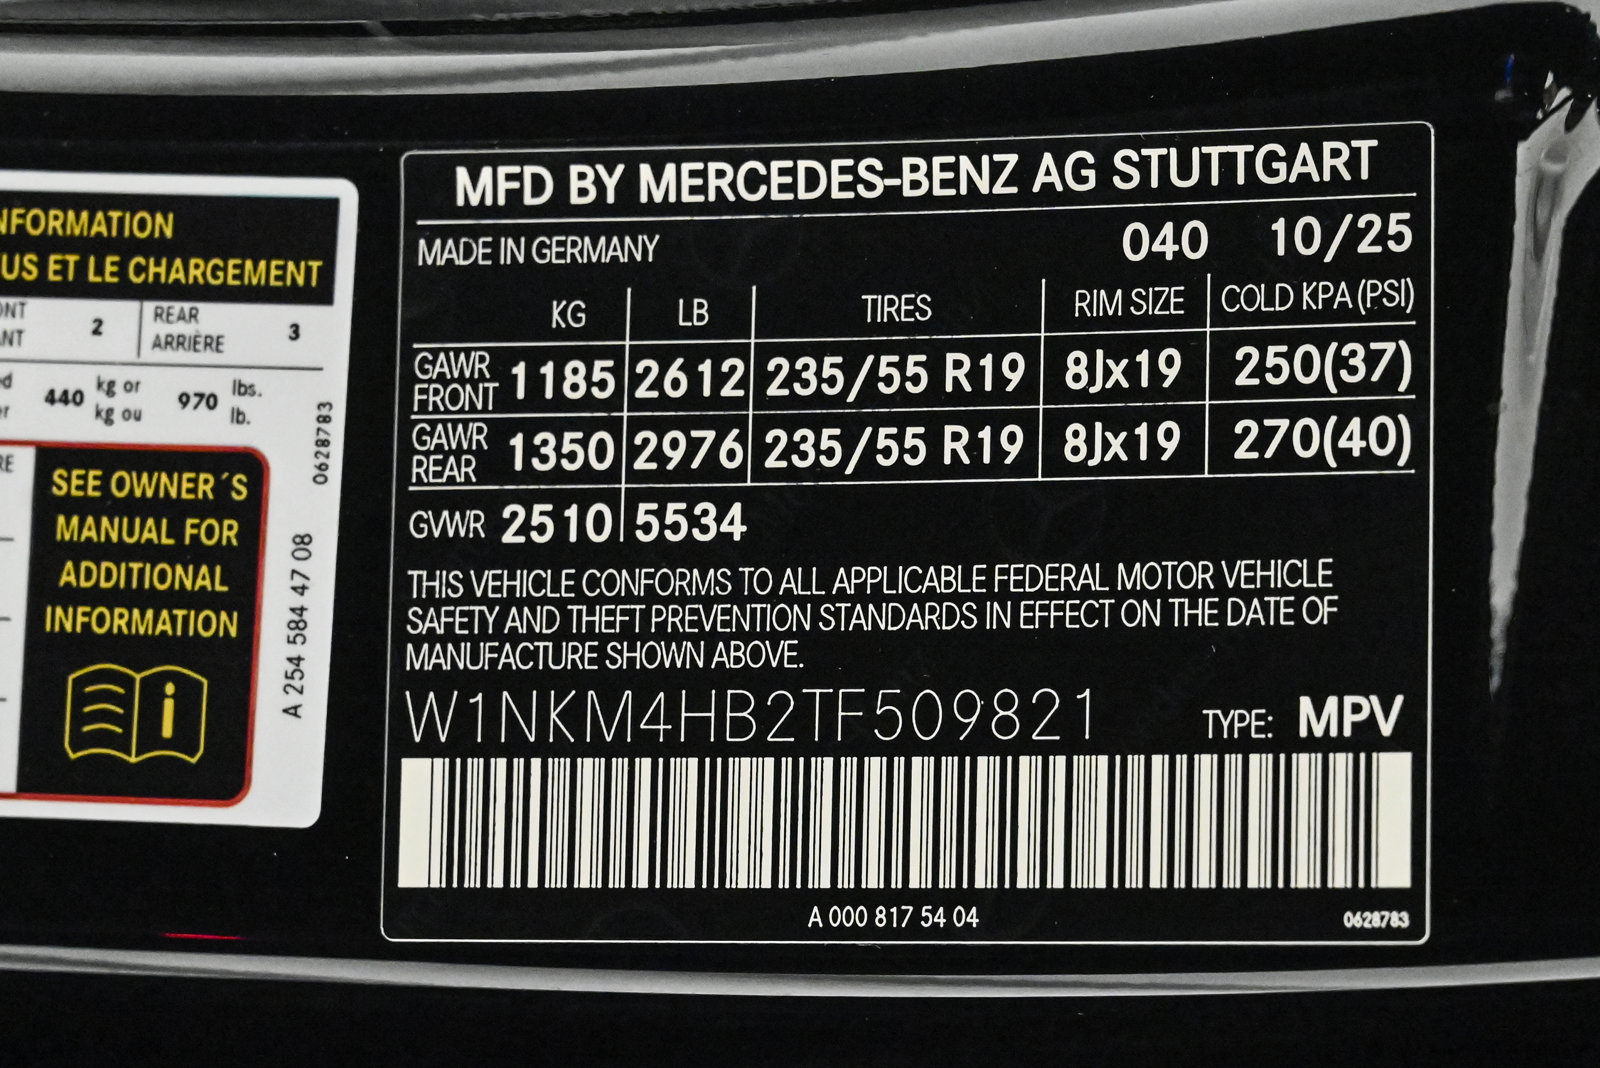 NFORMATION
US ET LE CHARGEMENT
2 REAR ARRIÈRE 3
440 kg or kg ou 970 lbs. lb.
0628783
SEE OWNER´S
MANUAL FOR
ADDITIONAL
INFORMATION
A 254 584 47 08
MFD BY MERCEDES-BENZ AG STUTTGART
MADE IN GERMANY 040 10/25
KG LB TIRES RIM SIZE COLD KPA (PSI)
GAWR FRONT 1185 2612 235/55 R19 8Jx19 250(37)
GAWR REAR 1350 2976 235/55 R19 8Jx19 270(40)
GVWR 2510 5534
THIS VEHICLE CONFORMS TO ALL APPLICABLE FEDERAL MOTOR VEHICLE
SAFETY AND THEFT PREVENTION STANDARDS IN EFFECT ON THE DATE OF
MANUFACTURE SHOWN ABOVE.
W1NKM4HB2TF509821 TYPE: MPV
A 000 817 54 04 0628783